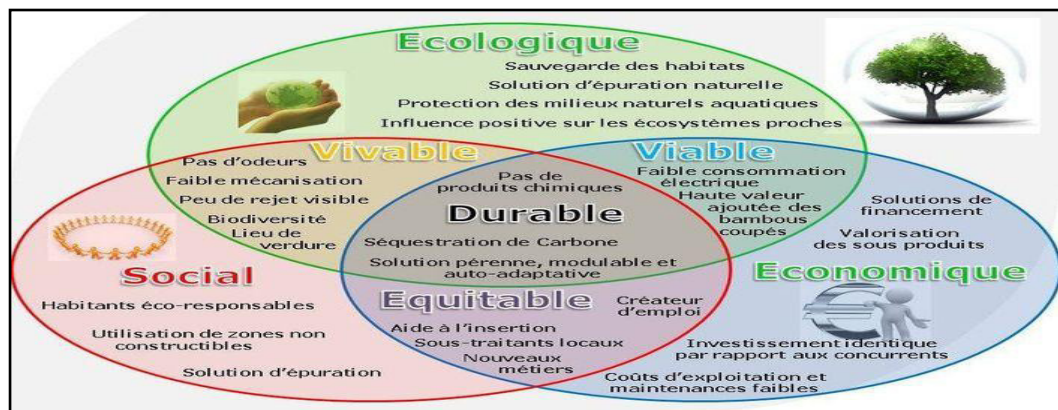 Ecologique
Sauvegarde des habitats
Solution d'épuration naturelle
Protection des milieux naturels aquatiques
Influence positive sur les écosystèmes proches
Vivable
Pas d'odeurs
Faible mécanisation
Peu de rejet visible
Biodiversité
Lieu de
verdure
Viable
Faible consommation
électrique
Haute valeur
ajoutée des
bambous
coupés
Pas de
produits chimiques
Durable
Séquestration de Carbone
Solution pérenne, modulable et
auto-adaptative
Solutions de
financement
Valorisation
des sous produits
Social
Habitants éco-responsables
Utilisation de zones non
constructibles
Solution d'épuration
Equitable
Créateur
d'emploi
Aide à l'insertion
Sous-traitants locaux
Nouveaux
métiers
Economique
Investissement identique
par rapport aux concurrents
Coûts d'exploitation et
maintenances faibles